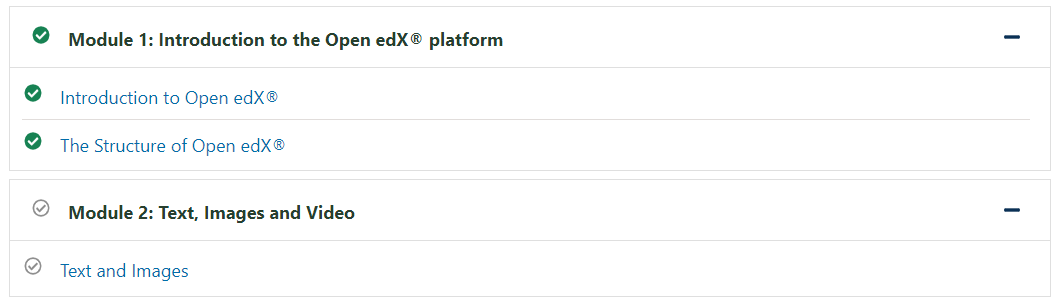 Module 1: Introduction to the Open edX® platform
Introduction to Open edX®
The Structure of Open edX®
Module 2: Text, Images and Video
Text and Images